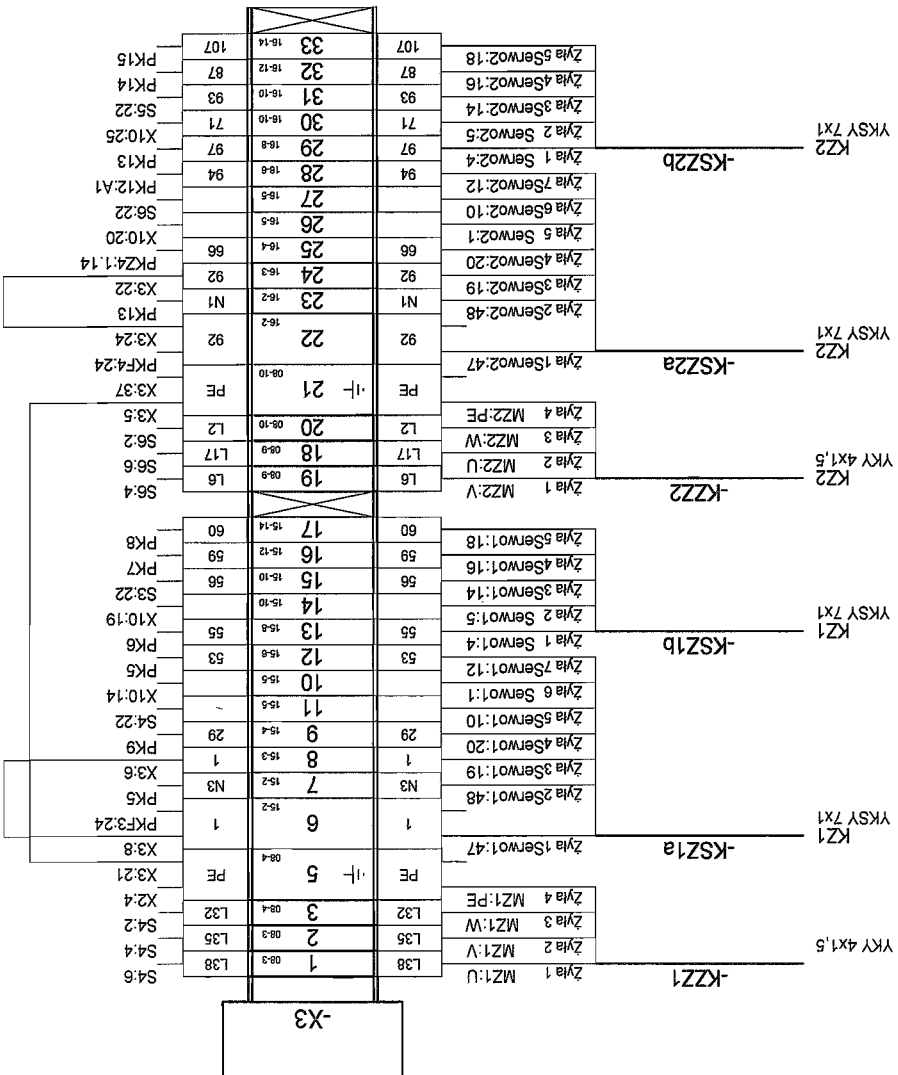 -X3
YKY 4x1,5
-KZZ1
Żyła 1 MZ1:U L38 1 08-3 L38 S4:6
Żyła 2 MZ1:V L35 2 08-3 L35 S4:4
Żyła 3 MZ1:W L32 3 08-4 L32 S4:2
Żyła 4 MZ1:PE PE 5 08-4 PE X2:4
X3:21
KZ1
YKSY 7x1
-KSZ1a
Żyła 1Serwo1:47 1 6 15-2 1 X3:8
PKF3:24
Żyła 2Serwo1:48 N3 7 15-2 N3 PK5
Żyła 3Serwo1:19 1 8 15-3 1 X3:6
Żyła 4Serwo1:20 29 9 15-4 29 PK9
Żyła 5Serwo1:10 11 15-5 S4:22
Żyła 6 Serwo1:1 10 15-5 X10:14
Żyła 7Serwo1:12 53 12 15-6 53 PK5
KZ1
YKSY 7x1
-KSZ1b
Żyła 1 Serwo1:4 55 13 15-8 55 PK6
Żyła 2 Serwo1:5 14 15-10 X10:19
Żyła 3Serwo1:14 56 15 15-10 56 S3:22
Żyła 4Serwo1:16 59 16 15-12 59 PK7
Żyła 5Serwo1:18 60 17 15-14 60 PK8
KZ2
YKY 4x1,5
-KZZ2
Żyła 1 MZ2:V L6 19 08-9 L6 S6:4
Żyła 2 MZ2:U L17 18 08-9 L17 S6:6
Żyła 3 MZ2:W L2 20 08-10 L2 S6:2
Żyła 4 MZ2:PE PE 21 08-10 PE X3:5
X3:37
KZ2
YKSY 7x1
-KSZ2a
Żyła 1Serwo2:47 92 22 16-2 92 PKF4:24
X3:24
Żyła 2Serwo2:48 N1 23 16-2 N1 PK13
Żyła 3Serwo2:19 92 24 16-3 92 X3:22
Żyła 4Serwo2:20 66 25 16-4 66 PKZ4:1.14
Żyła 5 Serwo2:1 26 16-5 X10:20
Żyła 6Serwo2:10 27 16-5 S6:22
Żyła 7Serwo2:12 94 28 16-6 94 PK12:A1
KZ2
YKSY 7x1
-KSZ2b
Żyła 1 Serwo2:4 97 29 16-8 97 PK13
Żyła 2 Serwo2:5 71 30 16-10 71 X10:25
Żyła 3Serwo2:14 93 31 16-10 93 S6:22
Żyła 4Serwo2:16 87 32 16-12 87 PK14
Żyła 5Serwo2:18 107 33 16-14 107 PK15